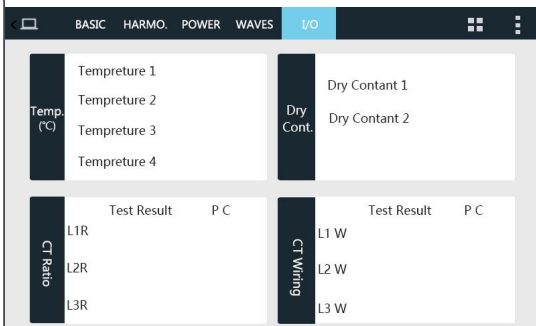 BASIC HARMO. POWER WAVES I/O
Temp.
(℃)
Tempreture 1
Tempreture 2
Tempreture 3
Tempreture 4
Dry
Cont.
Dry Contant 1
Dry Contant 2
CT Ratio
Test Result P C
L1R
L2R
L3R
CT Wiring
Test Result P C
L1 W
L2 W
L3 W